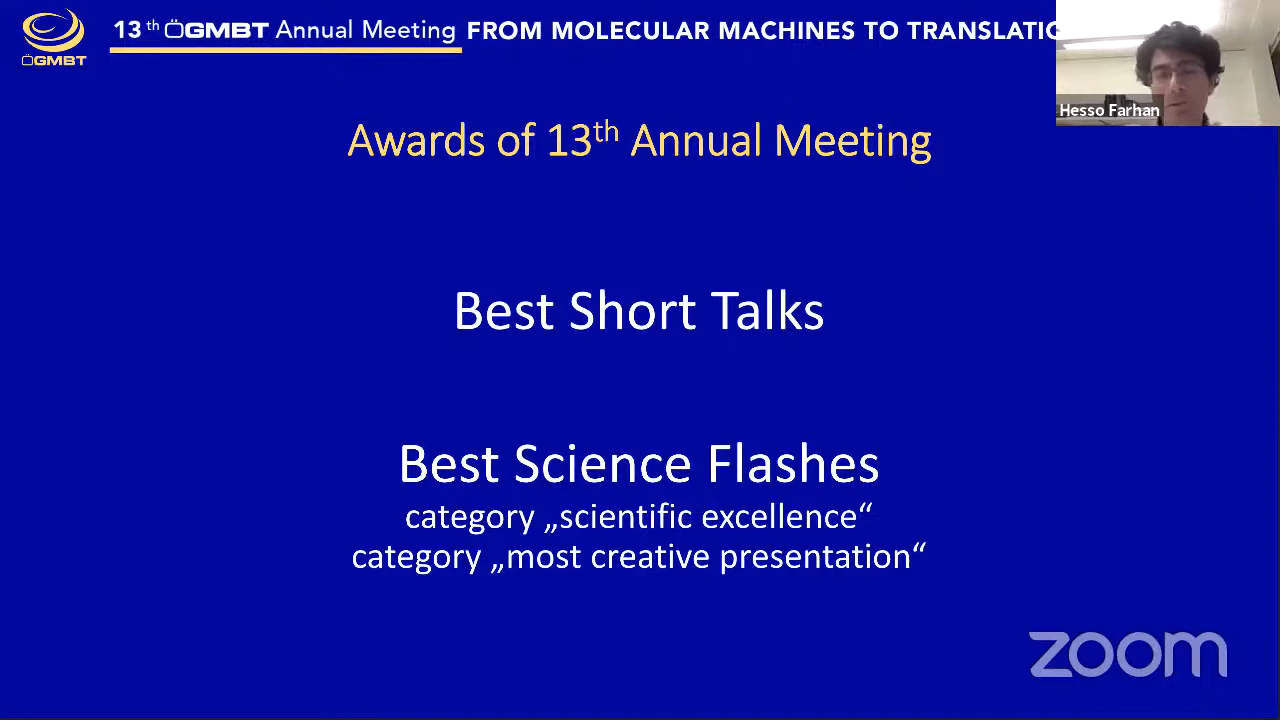 13th ÖGMBT Annual Meeting FROM MOLECULAR MACHINES TO TRANSLATIO
ÖGMBT
Hesso Farhan
Awards of 13th Annual Meeting
Best Short Talks
Best Science Flashes
category „scientific excellence“
category „most creative presentation“
zoom